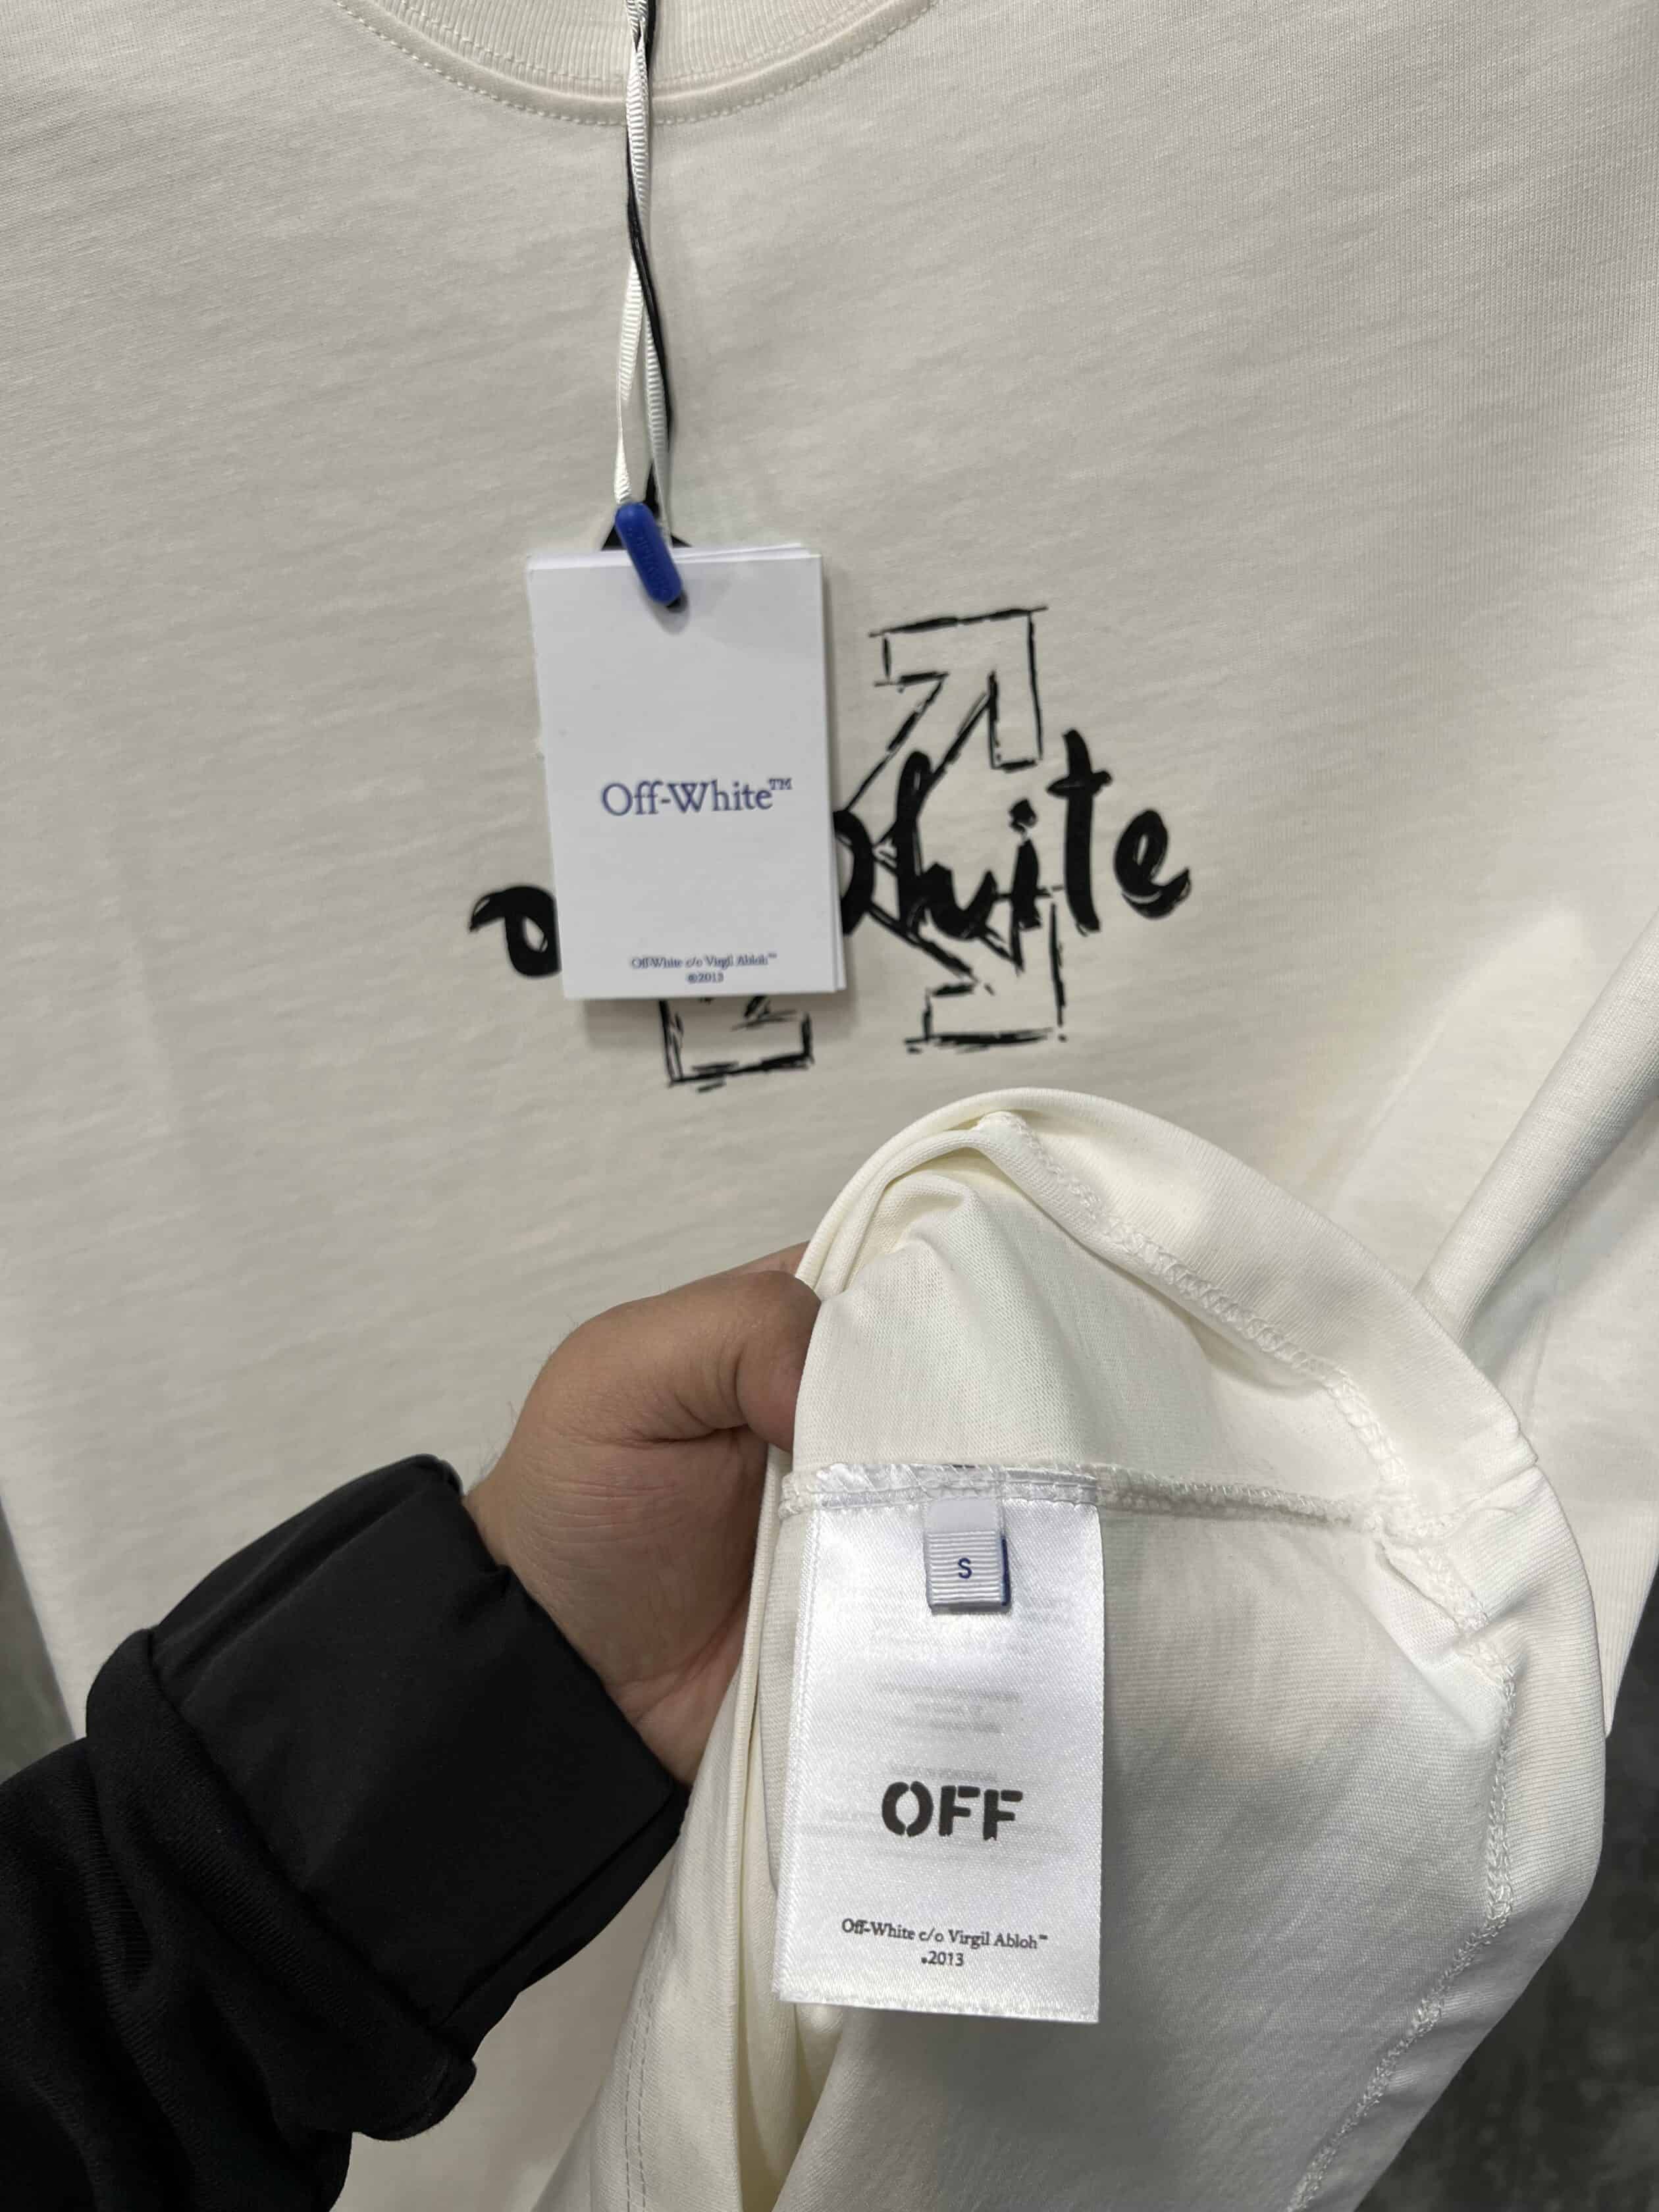 Off-White™
Off-White c/o Virgil Abloh™
©2013
hite
S
OFF
Off-White c/o Virgil Abloh™
©2013